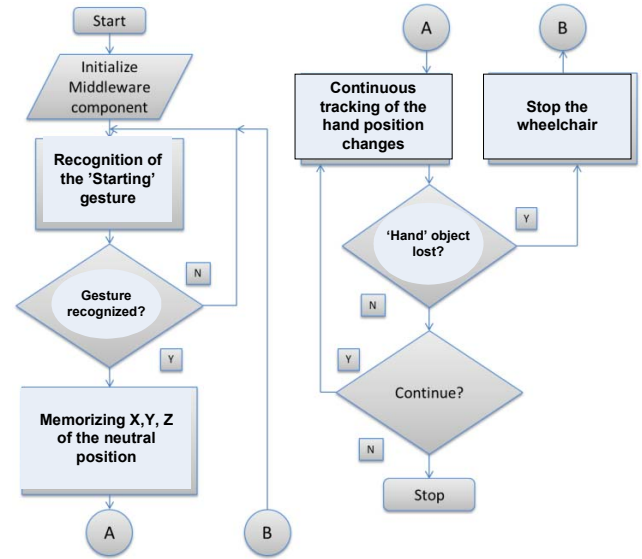 Start
Initialize
Middleware
component
Recognition of
the 'Starting'
gesture
N
Gesture
recognized?
Y
Memorizing X,Y, Z
of the neutral
position
A
B
A
Continuous
tracking of the
hand position
changes
B
Stop the
wheelchair
Y
‘Hand’ object
lost?
N
Y
Continue?
N
Stop